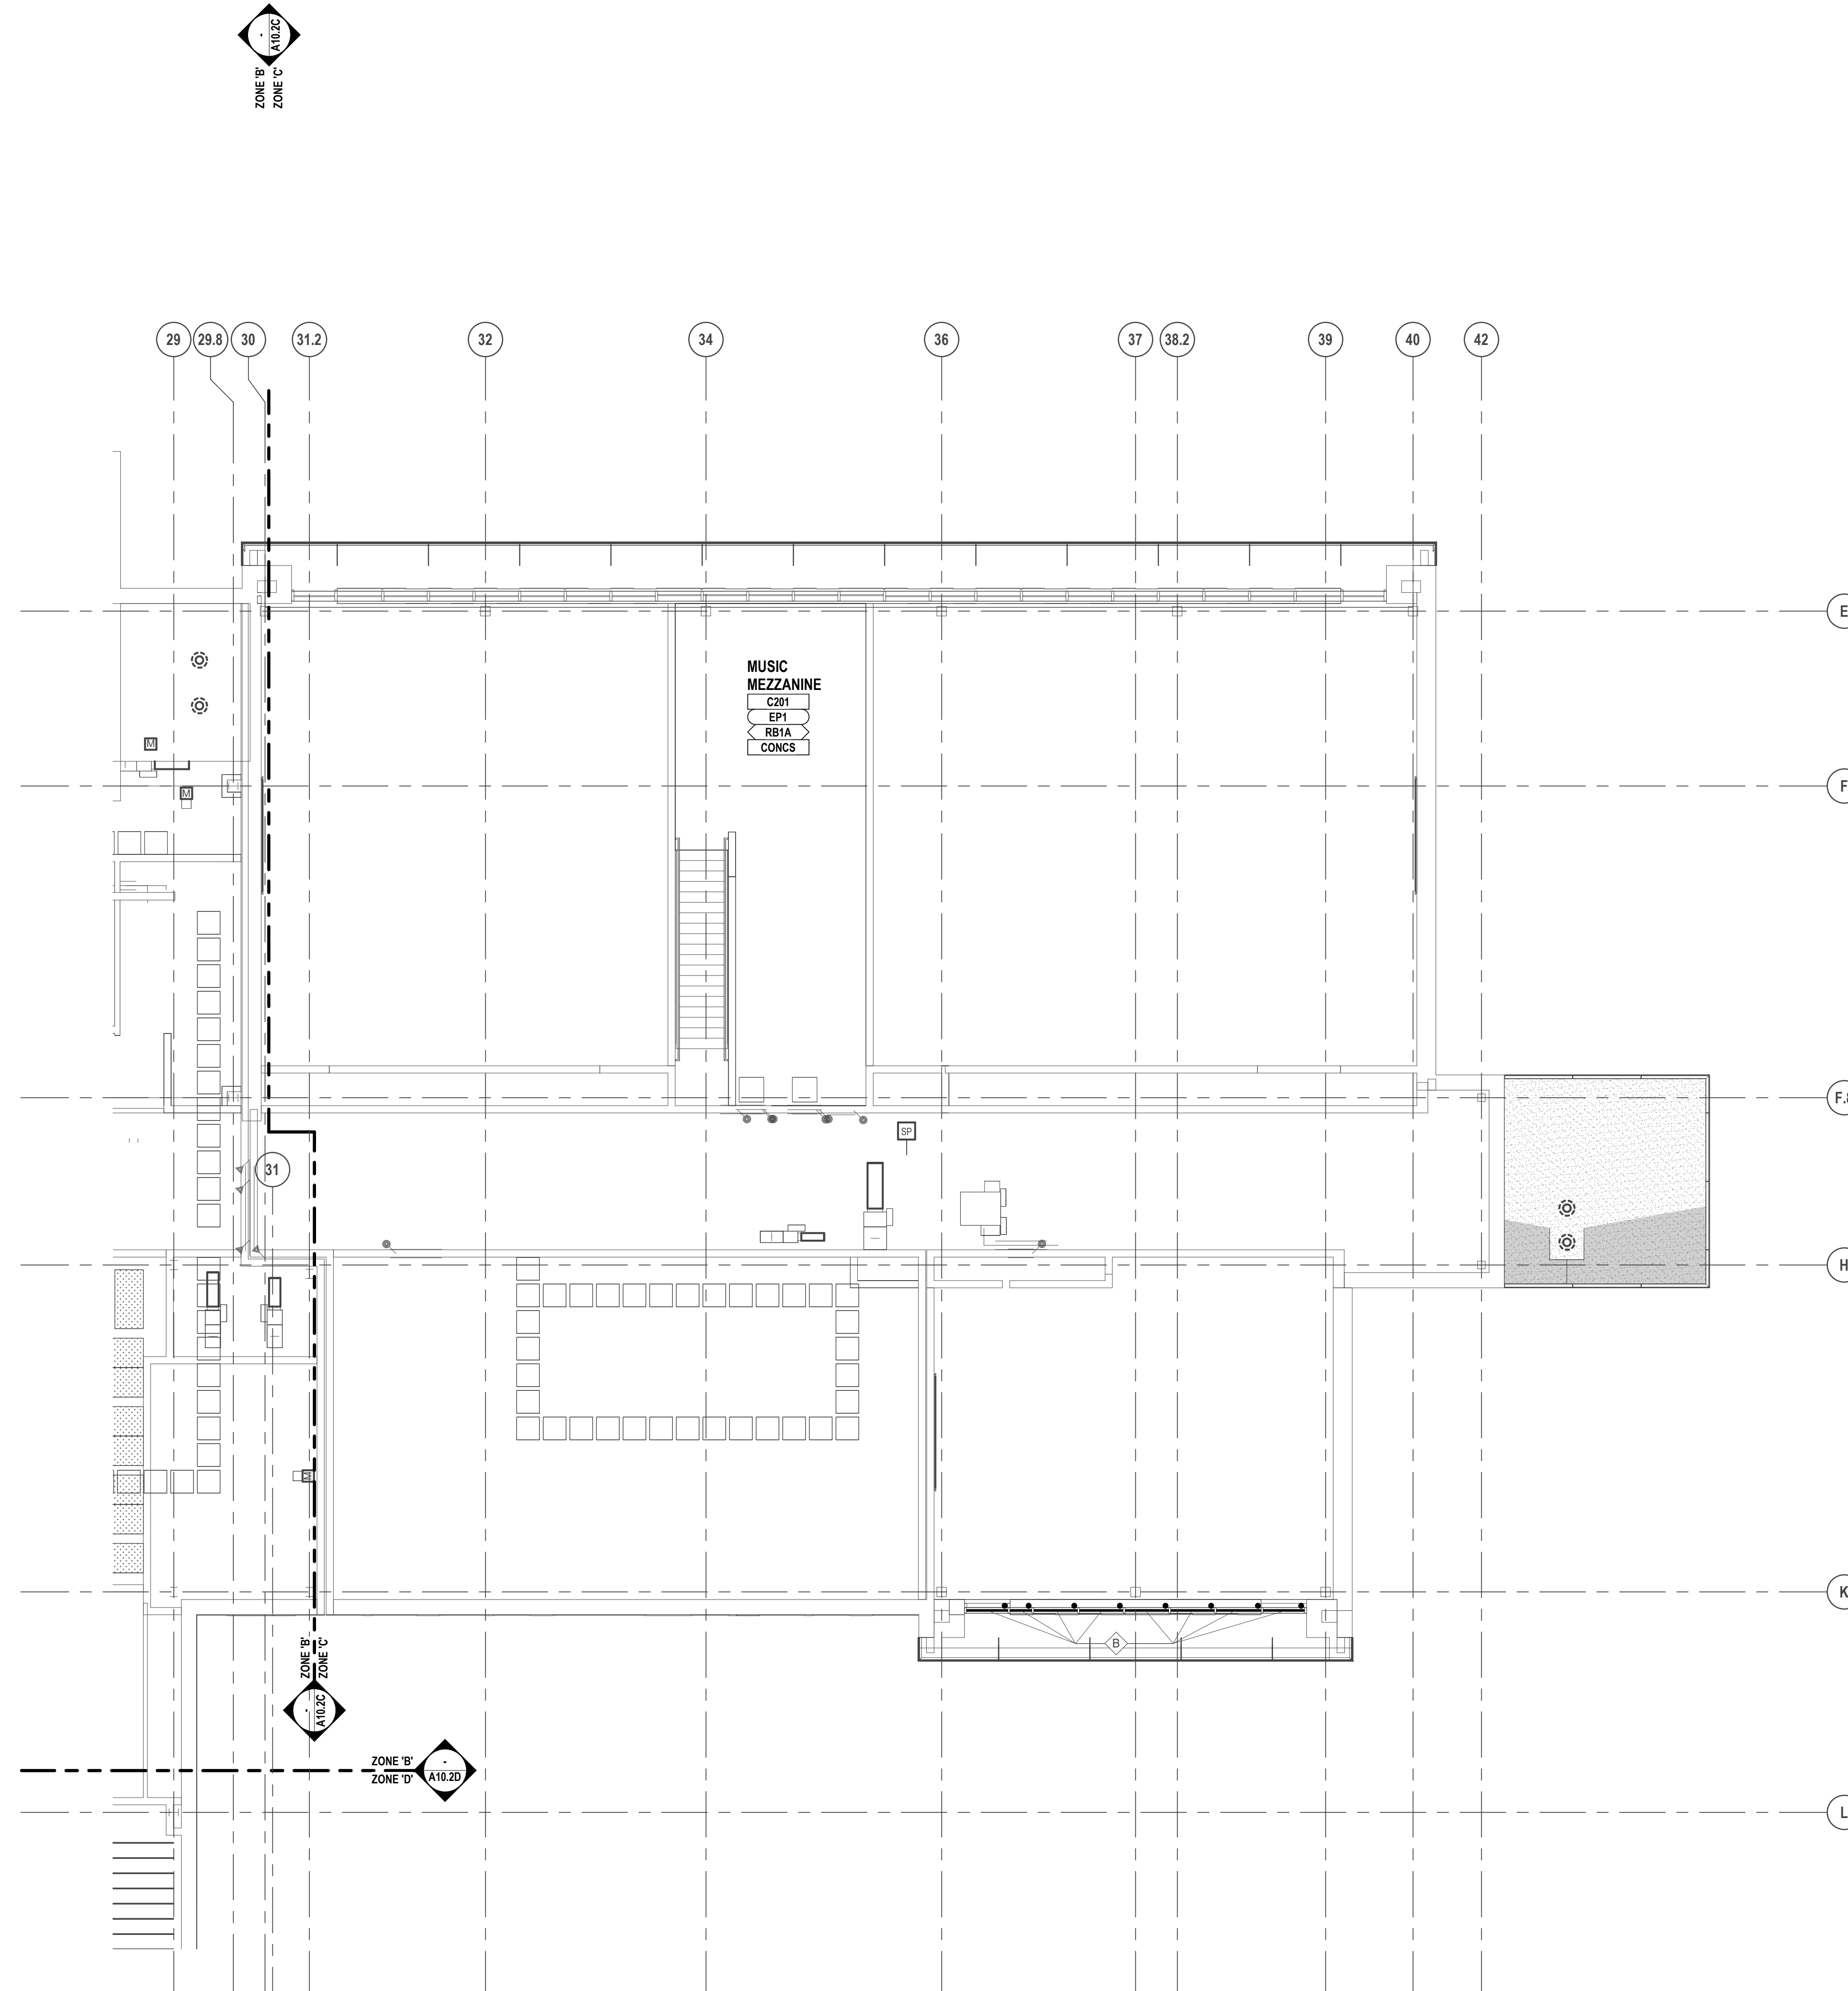 -
A10.2C
ZONE 'B'
ZONE 'C'
29
29.8
30
31.2
32
34
36
37
38.2
39
40
42
E
MUSIC
MEZZANINE
C201
EP1
RB1A
CONCS
M
M
F
SP
31
H
M
K
B
ZONE 'B'
ZONE 'C'
-
A10.2C
ZONE 'B'
ZONE 'D'
-
A10.2D
L